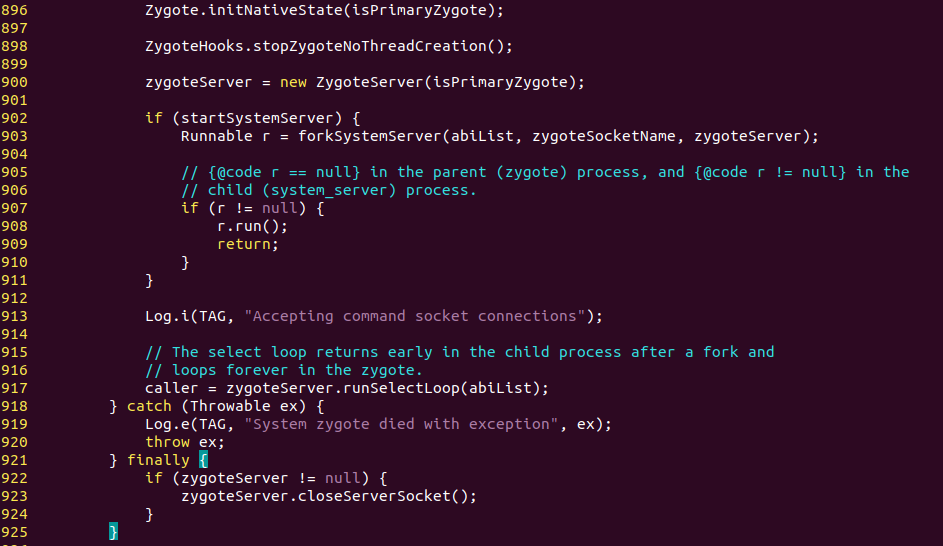 896             Zygote.initNativeState(isPrimaryZygote);
897
898             ZygoteHooks.stopZygoteNoThreadCreation();
899
900             zygoteServer = new ZygoteServer(isPrimaryZygote);
901
902             if (startSystemServer) {
903                 Runnable r = forkSystemServer(abiList, zygoteSocketName, zygoteServer);
904
905                 // {@code r == null} in the parent (zygote) process, and {@code r != null} in the
906                 // child (system_server) process.
907                 if (r != null) {
908                     r.run();
909                     return;
910                 }
911             }
912
913             Log.i(TAG, "Accepting command socket connections");
914
915             // The select loop returns early in the child process after a fork and
916             // loops forever in the zygote.
917             caller = zygoteServer.runSelectLoop(abiList);
918         } catch (Throwable ex) {
919             Log.e(TAG, "System zygote died with exception", ex);
920             throw ex;
921         } finally {
922             if (zygoteServer != null) {
923                 zygoteServer.closeServerSocket();
924             }
925         }